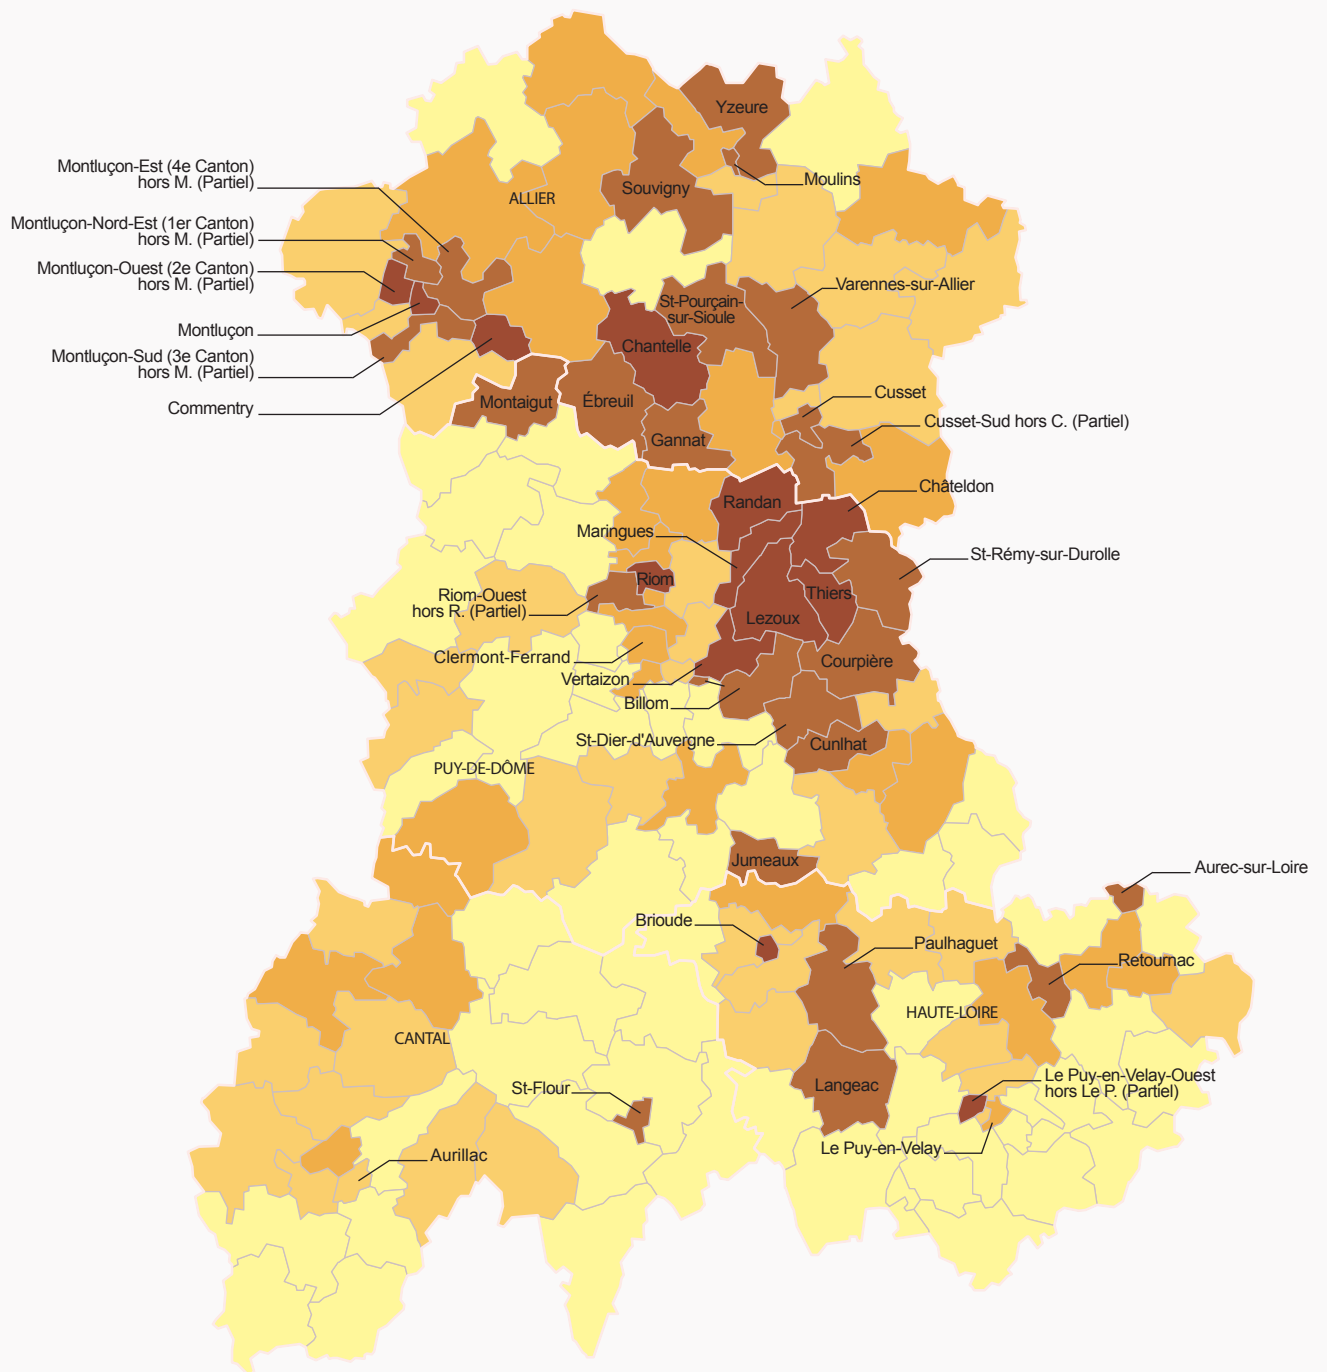 Yzeure
Montluçon-Est (4e Canton)
hors M. (Partiel)
Moulins
Souvigny
ALLIER
Montluçon-Nord-Est (1er Canton)
hors M. (Partiel)
Montluçon-Ouest (2e Canton)
hors M. (Partiel)
Varennes-sur-Allier
St-Pourçain-
sur-Sioule
Montluçon
Chantelle
Montluçon-Sud (3e Canton)
hors M. (Partiel)
Cusset
Montaigut
Ébreuil
Commentry
Cusset-Sud hors C. (Partiel)
Gannat
Châteldon
Randan
Maringues
St-Rémy-sur-Durolle
Riom
Riom-Ouest
hors R. (Partiel)
Thiers
Lezoux
Clermont-Ferrand
Courpière
Vertaizon
Billom
St-Dier-d'Auvergne
Cunlhat
PUY-DE-DÔME
Jumeaux
Aurec-sur-Loire
Brioude
Paulhaguet
Retournac
HAUTE-LOIRE
CANTAL
Le Puy-en-Velay-Ouest
hors Le P. (Partiel)
Langeac
St-Flour
Le Puy-en-Velay
Aurillac